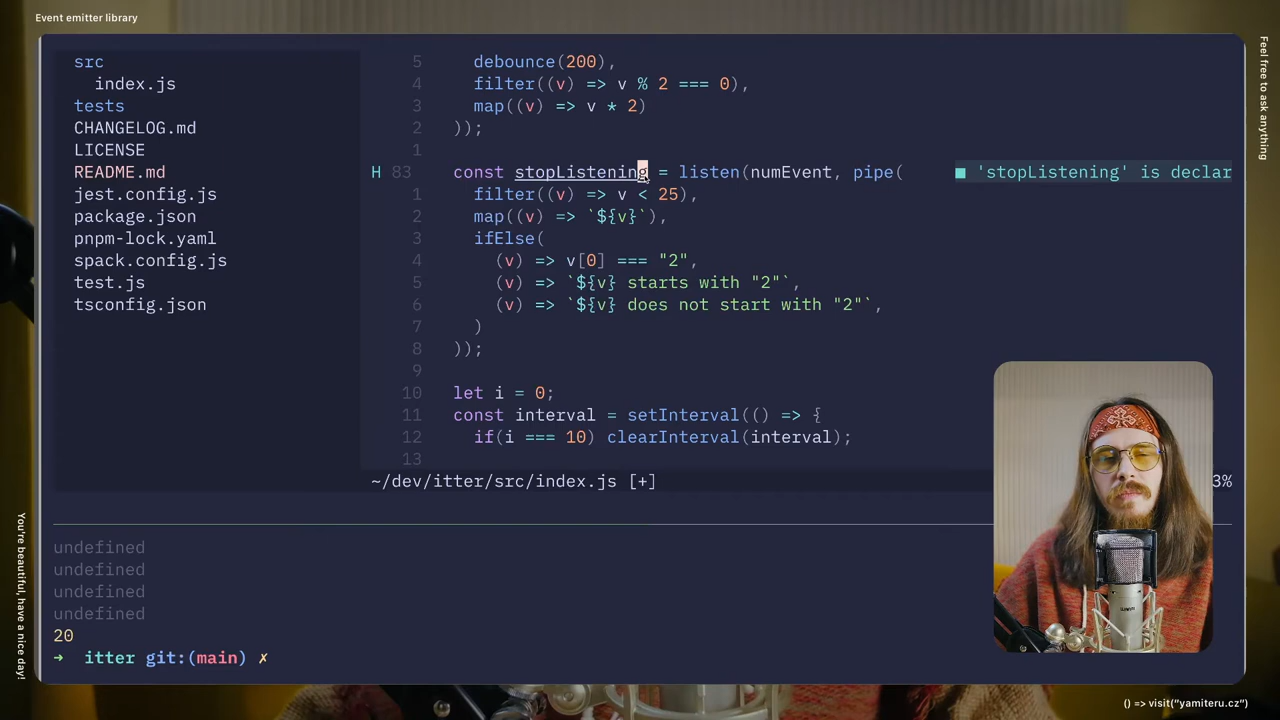 Event emitter library
Feel free to ask anything
src
index.js
tests
CHANGELOG.md
LICENSE
README.md
jest.config.js
package.json
pnpm-lock.yaml
spack.config.js
test.js
tsconfig.json
5 debounce(200),
4 filter((v) => v % 2 === 0),
3 map((v) => v * 2)
2 ));
1
H 83 const stopListening = listen(numEvent, pipe( ■ 'stopListening' is declar
1 filter((v) => v < 25),
2 map((v) => `${v}`),
3 ifElse(
4 (v) => v[0] === "2",
5 (v) => `${v} starts with "2"`,
6 (v) => `${v} does not start with "2"`,
7 )
8 ));
9
10 let i = 0;
11 const interval = setInterval(() => {
12 if(i === 10) clearInterval(interval);
13
~/dev/itter/src/index.js [+] 3%
undefined
undefined
undefined
undefined
20
→ itter git:(main) ✗
You're beautiful, have a nice day!
() => visit("yamiteru.cz")